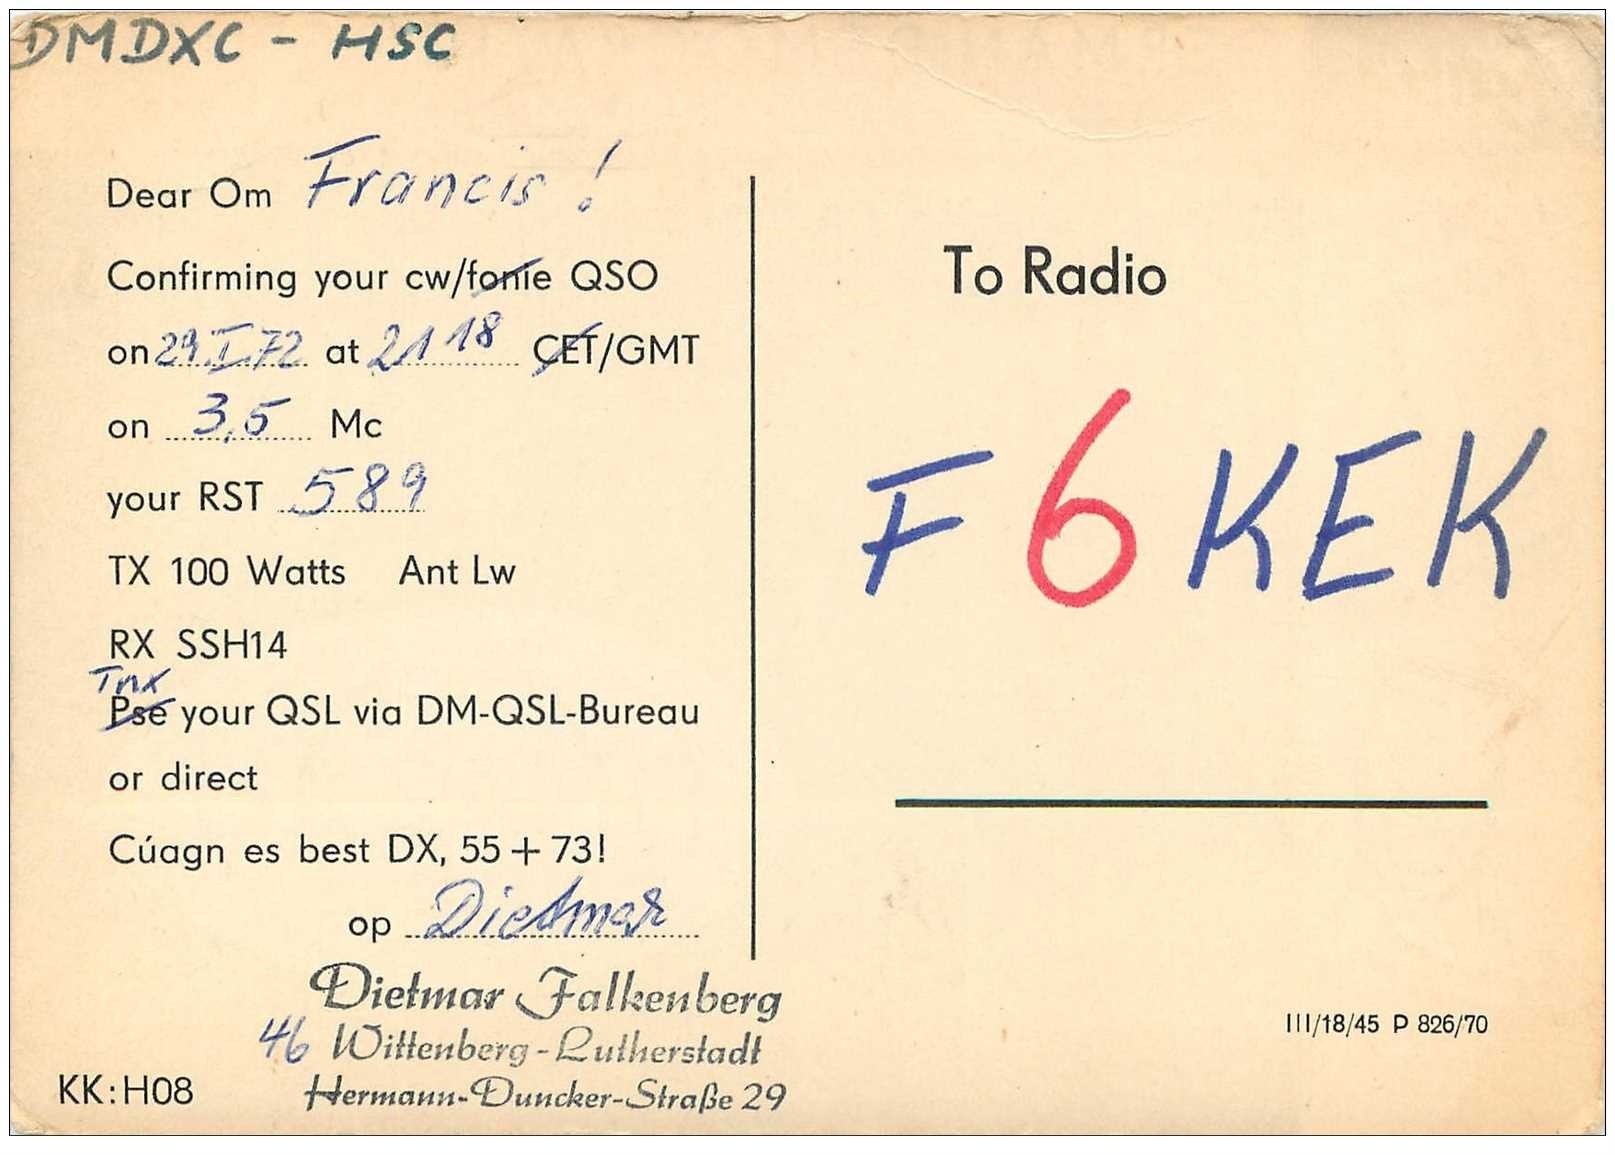 DMDXC - HSC
Dear Om Francis!
Confirming your cw/fonie QSO
on 29.I.72 at 21 18 CET/GMT
on 3,5 Mc
your RST 589
TX 100 Watts Ant Lw
RX SSH14
Tnx
Pse your QSL via DM-QSL-Bureau
or direct
Cúagn es best DX, 55 + 73!
op Dietmar
Dietmar Falkenberg
46 Wittenberg-Lutherstadt
Hermann-Duncker-Straße 29
KK:H08
To Radio
F6KEK
III/18/45 P 826/70